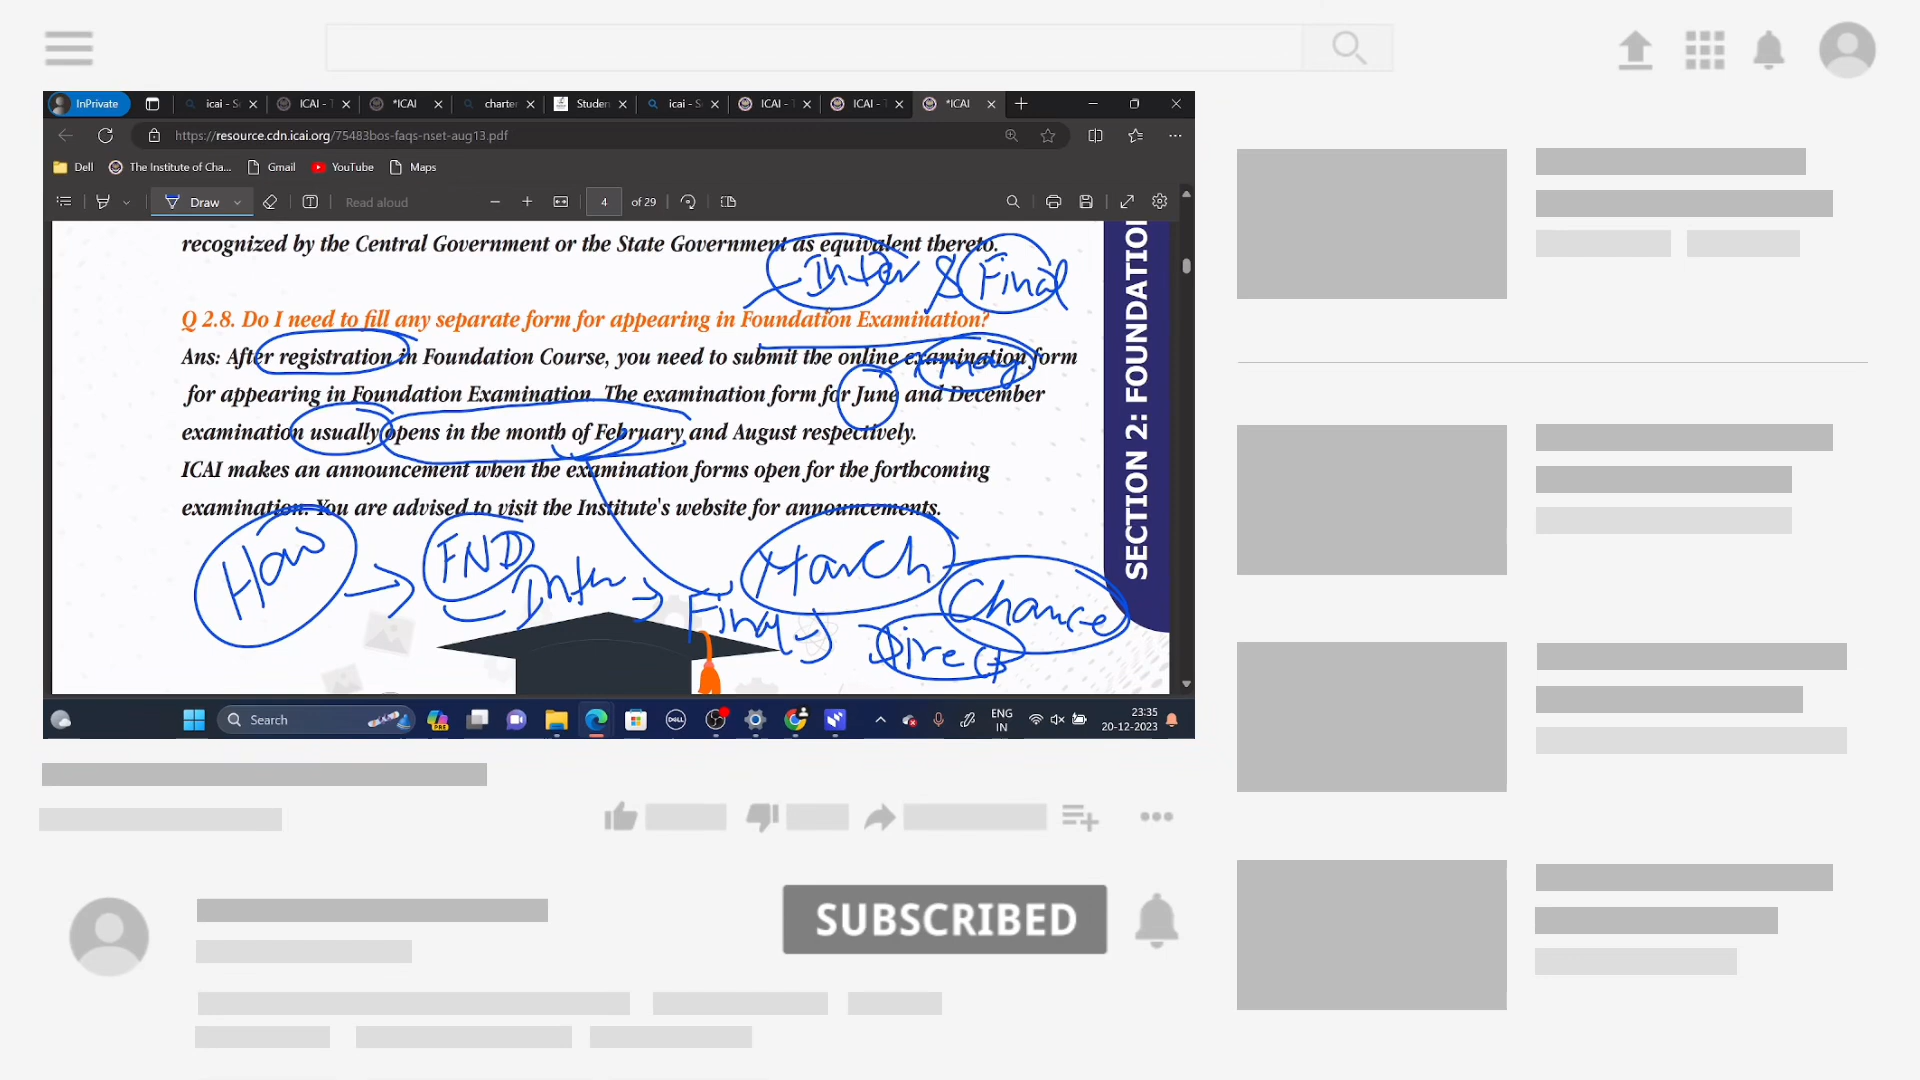 InPrivate
icai - S
ICAI - T
*ICAI
charter
Studen
icai - S
ICAI - T
ICAI - T
*ICAI
https://resource.cdn.icai.org/75483bos-faqs-nset-aug13.pdf
Dell
The Institute of Cha...
Gmail
YouTube
Maps
Draw
Read aloud
4
of 29
recognized by the Central Government or the State Government as equivalent thereto.
Inter & Final
Q 2.8. Do I need to fill any separate form for appearing in Foundation Examination?
Ans: After registration in Foundation Course, you need to submit the online examination form
May
for appearing in Foundation Examination. The examination form for June and December
examination usually opens in the month of February and August respectively.
ICAI makes an announcement when the examination forms open for the forthcoming
examination. You are advised to visit the Institute's website for announcements.
How
FND
Inter
March
Final
Chance
Direct
SECTION 2: FOUNDATIO
Search
PRE
DELL
ENG
IN
23:35
20-12-2023
SUBSCRIBED